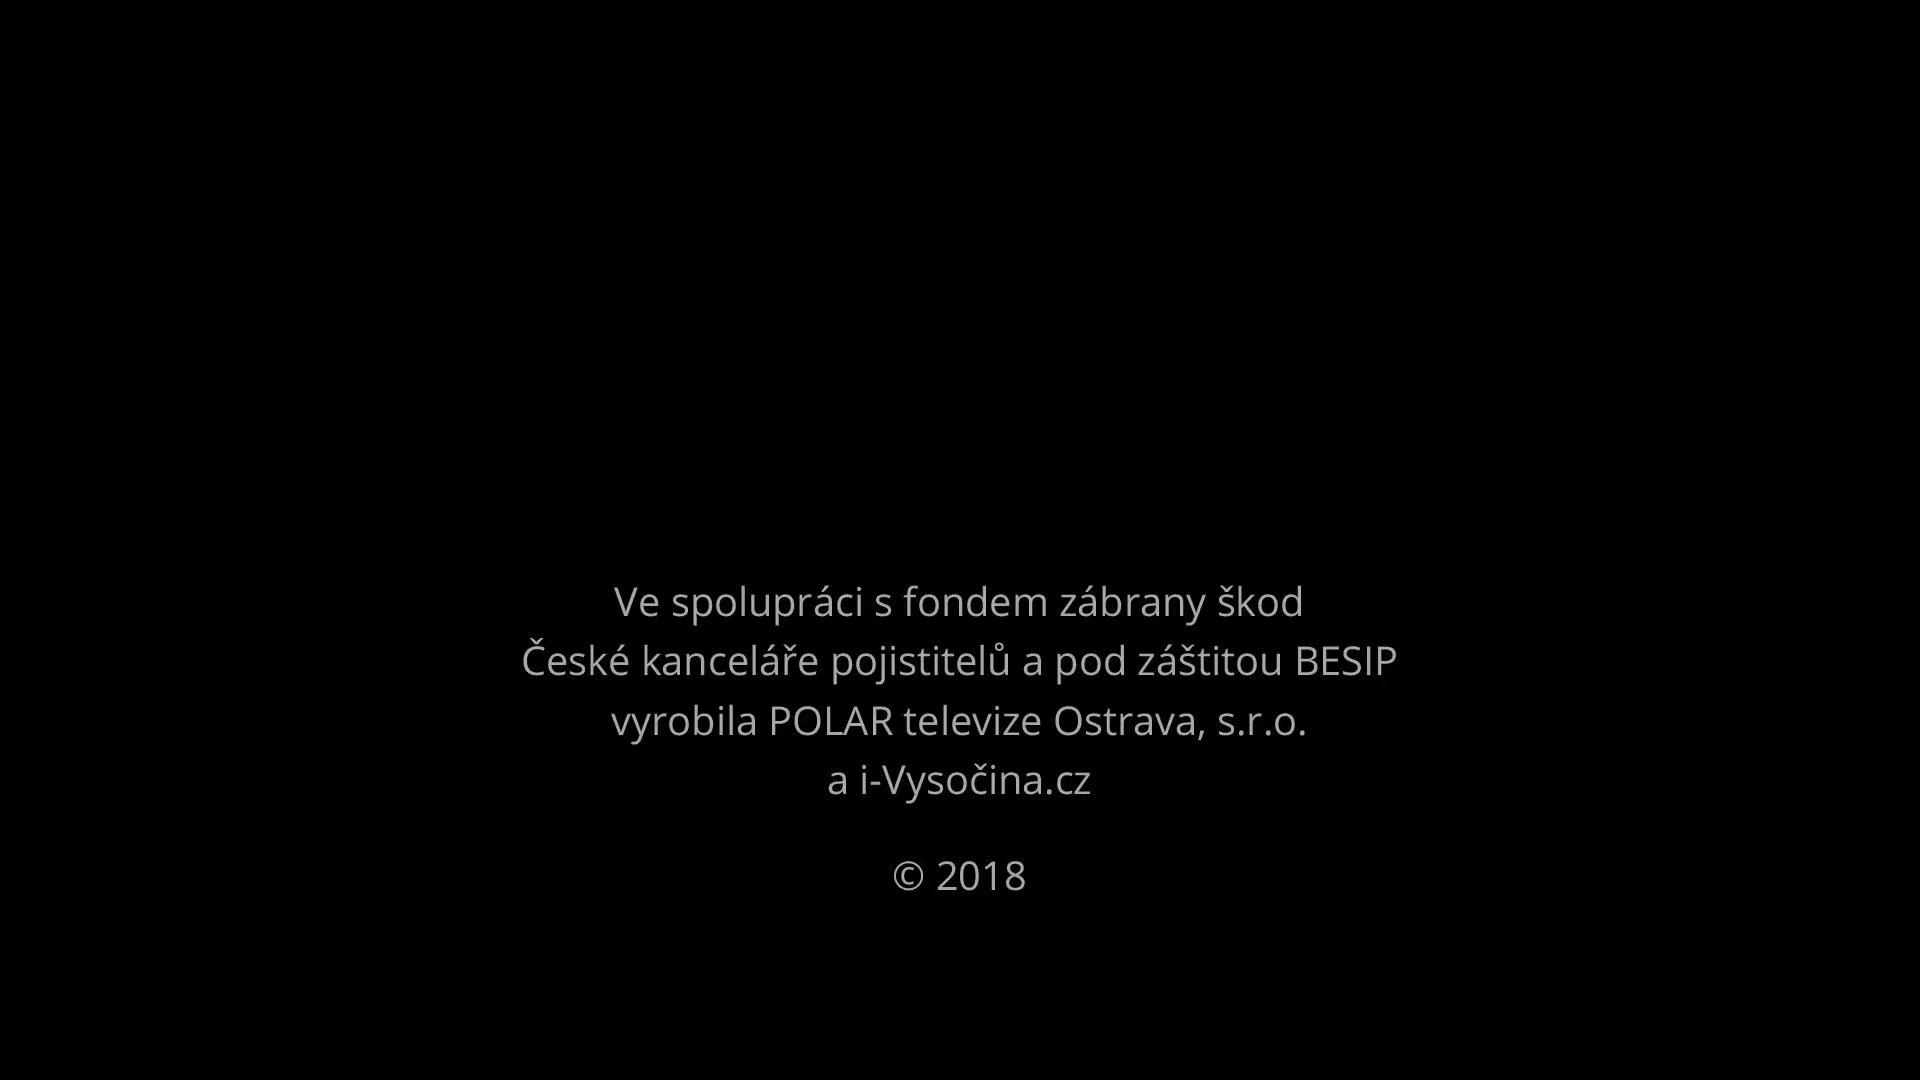 Ve spolupráci s fondem zábrany škod
České kanceláře pojistitelů a pod záštitou BESIP
vyrobila POLAR televize Ostrava, s.r.o.
a i-Vysočina.cz
© 2018